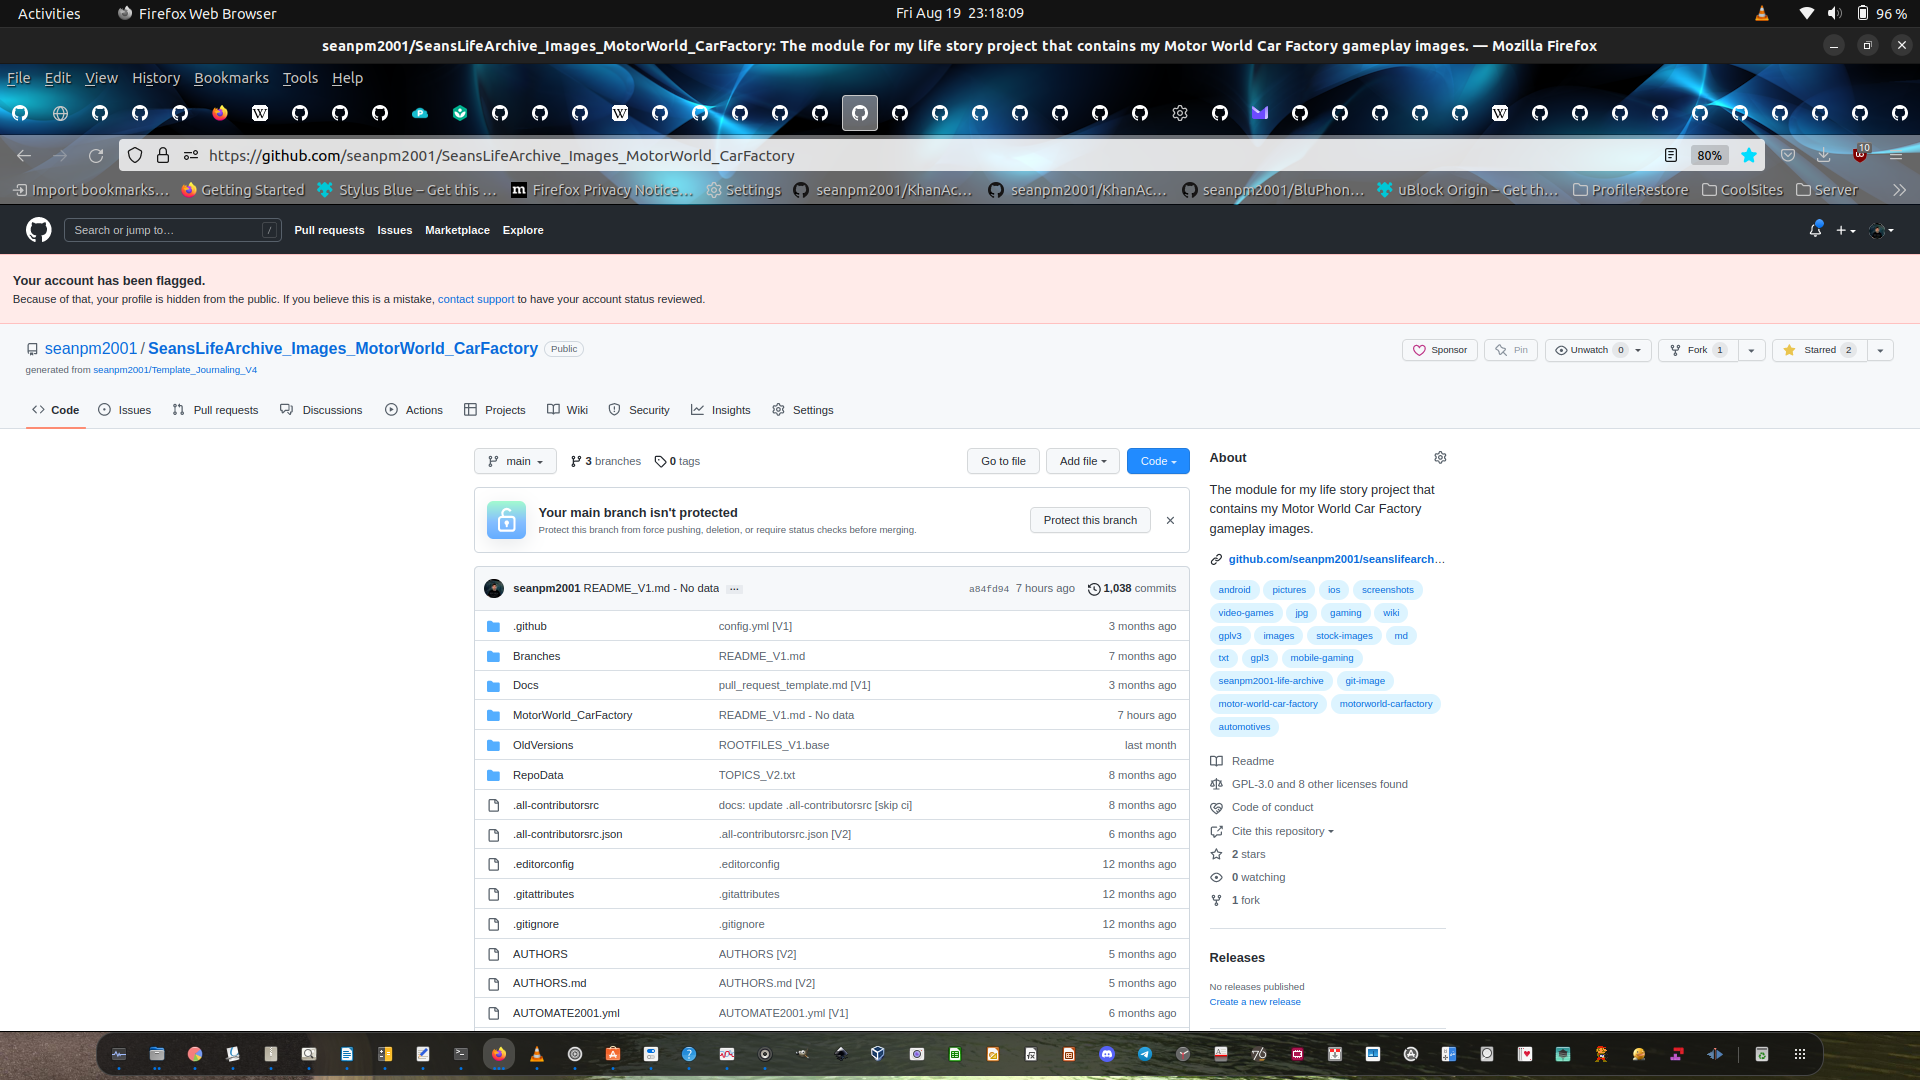 Activities Firefox Web Browser Fri Aug 19 23:18:09 96 %
seanpm2001/SeansLifeArchive_Images_MotorWorld_CarFactory: The module for my life story project that contains my Motor World Car Factory gameplay images. — Mozilla Firefox
File Edit View History Bookmarks Tools Help
https://github.com/seanpm2001/SeansLifeArchive_Images_MotorWorld_CarFactory 80% 10
Import bookmarks… Getting Started Stylus Blue – Get this … Firefox Privacy Notice… Settings seanpm2001/KhanAc… seanpm2001/KhanAc… seanpm2001/BluPhon… uBlock Origin – Get th… ProfileRestore CoolSites Server
Search or jump to… / Pull requests Issues Marketplace Explore
Your account has been flagged.
Because of that, your profile is hidden from the public. If you believe this is a mistake, contact support to have your account status reviewed.
seanpm2001 / SeansLifeArchive_Images_MotorWorld_CarFactory Public Sponsor Pin Unwatch 0 Fork 1 Starred 2
generated from seanpm2001/Template_Journaling_V4
Code Issues Pull requests Discussions Actions Projects Wiki Security Insights Settings
main 3 branches 0 tags Go to file Add file Code
Your main branch isn't protected
Protect this branch from force pushing, deletion, or require status checks before merging.
Protect this branch
seanpm2001 README_V1.md - No data … a84fd94 7 hours ago 1,038 commits
.github config.yml [V1] 3 months ago
Branches README_V1.md 7 months ago
Docs pull_request_template.md [V1] 3 months ago
MotorWorld_CarFactory README_V1.md - No data 7 hours ago
OldVersions ROOTFILES_V1.base last month
RepoData TOPICS_V2.txt 8 months ago
.all-contributorsrc docs: update .all-contributorsrc [skip ci] 8 months ago
.all-contributorsrc.json .all-contributorsrc.json [V2] 6 months ago
.editorconfig .editorconfig 12 months ago
.gitattributes .gitattributes 12 months ago
.gitignore .gitignore 12 months ago
AUTHORS AUTHORS [V2] 5 months ago
AUTHORS.md AUTHORS.md [V2] 5 months ago
AUTOMATE2001.yml AUTOMATE2001.yml [V1] 6 months ago
About
The module for my life story project that
contains my Motor World Car Factory
gameplay images.
github.com/seanpm2001/seanslifearch…
android pictures ios screenshots
video-games jpg gaming wiki
gplv3 images stock-images md
txt gpl3 mobile-gaming
seanpm2001-life-archive git-image
motor-world-car-factory motorworld-carfactory
automotives
Readme
GPL-3.0 and 8 other licenses found
Code of conduct
Cite this repository
2 stars
0 watching
1 fork
Releases
No releases published
Create a new release